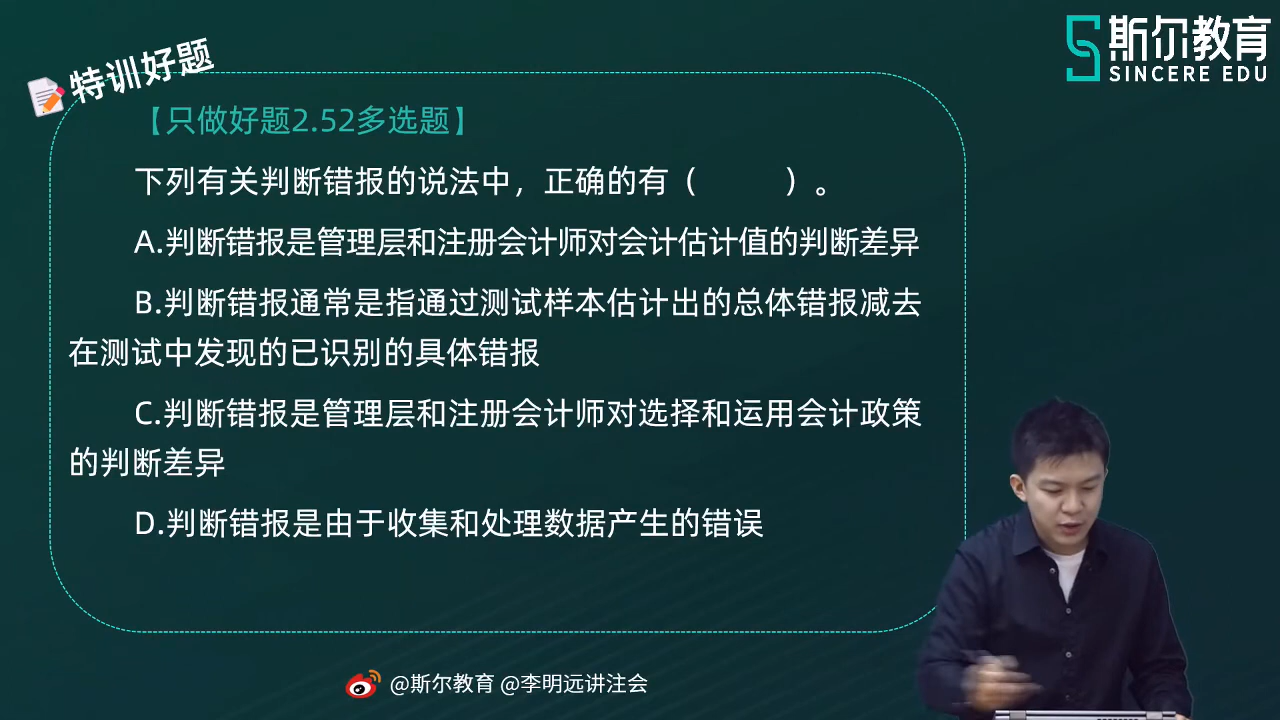 斯尔教育
SINCERE EDU
特训好题
【只做好题2.52多选题】
下列有关判断错报的说法中，正确的有（ ）。
A.判断错报是管理层和注册会计师对会计估计值的判断差异
B.判断错报通常是指通过测试样本估计出的总体错报减去
在测试中发现的已识别的具体错报
C.判断错报是管理层和注册会计师对选择和运用会计政策
的判断差异
D.判断错报是由于收集和处理数据产生的错误
@斯尔教育 @李明远讲注会